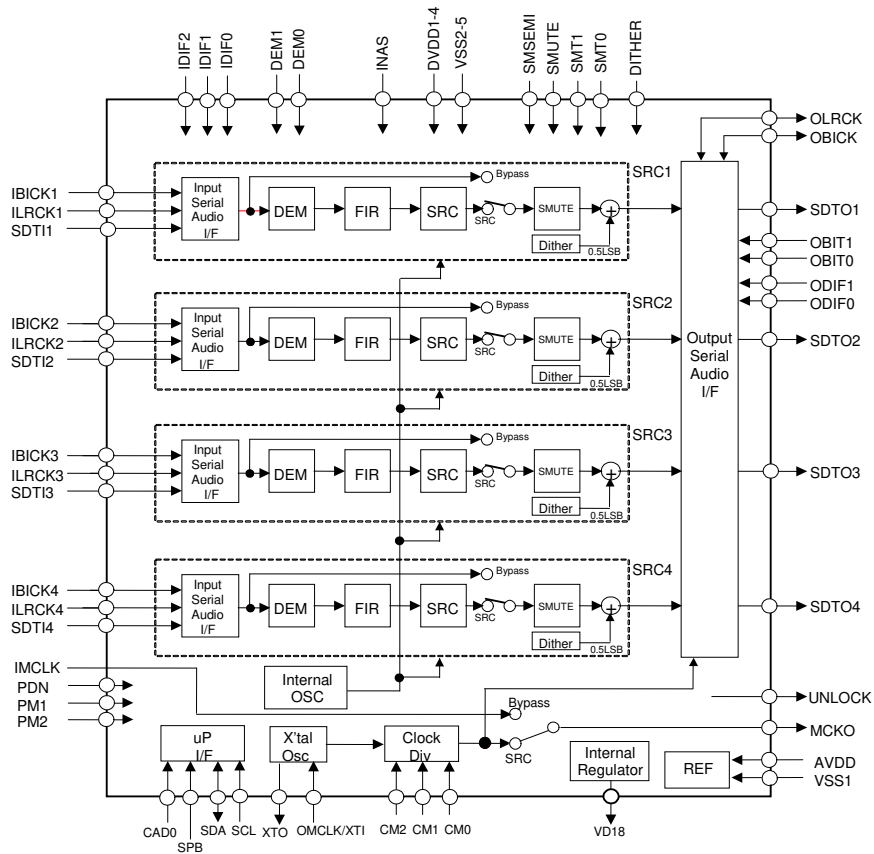 IDIF2
IDIF1
IDIF0
DEM1
DEM0
INAS
DVDD1-4
VSS2-5
SMSEMI
SMUTE
SMT1
SMT0
DITHER
OLRCK
OBICK
SRC1
Bypass
IBICK1
ILRCK1
SDTI1
Input
Serial
Audio
I/F
DEM
FIR
SRC
SRC
SMUTE
Dither
0.5LSB
SDTO1
OBIT1
OBIT0
ODIF1
ODIF0
SRC2
Bypass
IBICK2
ILRCK2
SDTI2
Input
Serial
Audio
I/F
DEM
FIR
SRC
SRC
SMUTE
Dither
0.5LSB
Output
Serial
Audio
I/F
SDTO2
SRC3
Bypass
IBICK3
ILRCK3
SDTI3
Input
Serial
Audio
I/F
DEM
FIR
SRC
SRC
SMUTE
Dither
0.5LSB
SDTO3
SRC4
Bypass
IBICK4
ILRCK4
SDTI4
Input
Serial
Audio
I/F
DEM
FIR
SRC
SRC
SMUTE
Dither
0.5LSB
SDTO4
IMCLK
PDN
PM1
PM2
Internal
OSC
Bypass
SRC
UNLOCK
MCKO
uP
I/F
X'tal
Osc
Clock
Div
Internal
Regulator
REF
AVDD
VSS1
CAD0
SPB
SDA
SCL
XTO
OMCLK/XTI
CM2
CM1
CM0
VD18